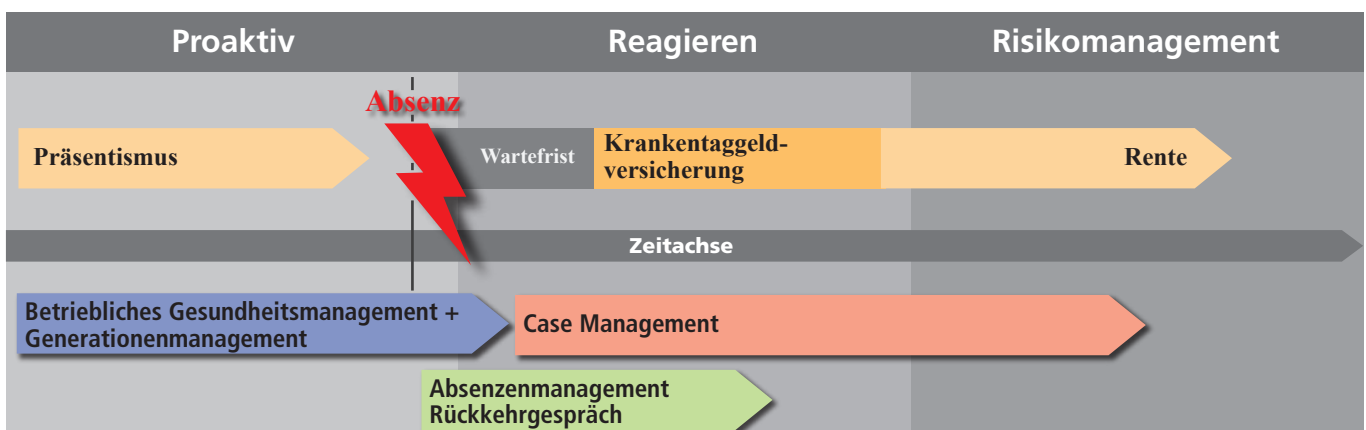 Proaktiv
Reagieren
Risikomanagement
Absenz
Präsentismus
Wartefrist
Krankentaggeld-
versicherung
Rente
Zeitachse
Betriebliches Gesundheitsmanagement +
Generationenmanagement
Case Management
Absenzenmanagement
Rückkehrgespräch